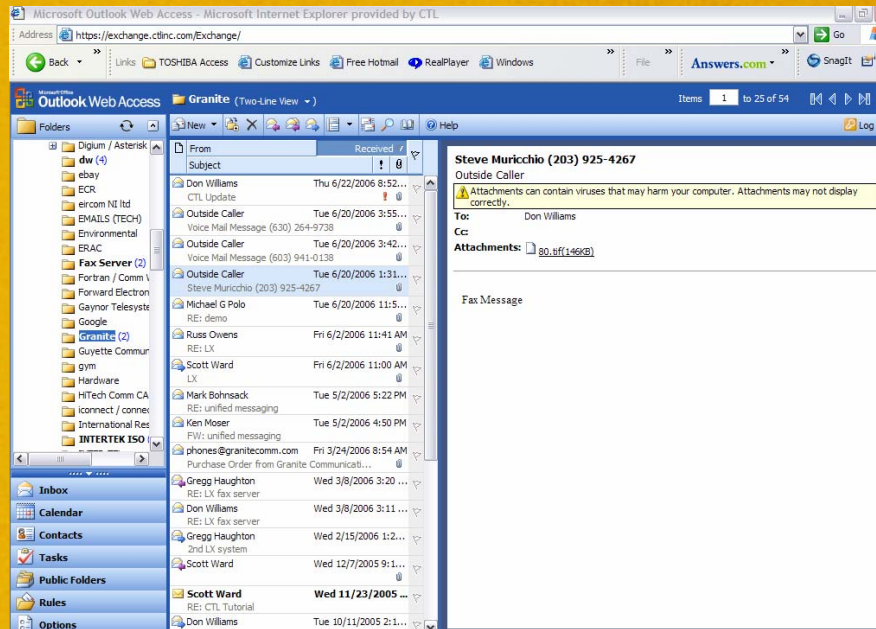 Microsoft Outlook Web Access - Microsoft Internet Explorer provided by CTL
Address https://exchange.ctlinc.com/Exchange/ Go
Back Links TOSHIBA Access Customize Links Free Hotmail RealPlayer Windows File Answers.com SnagIt
Microsoft Office
Outlook Web Access Granite (Two-Line View) Items 1 to 25 of 54
Folders New Help Log
Digium / Asterisk
dw (4)
ebay
ECR
eircom NI ltd
EMAILS (TECH)
Environmental
ERAC
Fax Server (2)
Fortran / Comm
Forward Electron
Gaynor Telesyste
Google
Granite (2)
Guyette Commun
gym
Hardware
HiTech Comm CA
iconnect / connec
International Res
INTERTEK ISO
Inbox
Calendar
Contacts
Tasks
Public Folders
Rules
Options
From Received
Subject
Don Williams Thu 6/22/2006 8:52...
CTL Update
Outside Caller Tue 6/20/2006 3:55...
Voice Mail Message (630) 264-9738
Outside Caller Tue 6/20/2006 3:42...
Voice Mail Message (603) 941-0138
Outside Caller Tue 6/20/2006 1:31...
Steve Muricchio (203) 925-4267
Michael G Polo Tue 6/20/2006 11:5...
RE: demo
Russ Owens Fri 6/2/2006 11:41 AM
RE: LX
Scott Ward Fri 6/2/2006 11:00 AM
LX
Mark Bohnsack Tue 5/2/2006 5:22 PM
RE: unified messaging
Ken Moser Tue 5/2/2006 4:50 PM
FW: unified messaging
phones@granitecomm.com Fri 3/24/2006 8:54 AM
Purchase Order from Granite Communicati...
Gregg Haughton Wed 3/8/2006 3:20 ...
RE: LX fax server
Don Williams Wed 3/8/2006 3:11 ...
RE: LX fax server
Gregg Haughton Wed 2/15/2006 1:2...
2nd LX system
Scott Ward Wed 12/7/2005 9:1...
Scott Ward Wed 11/23/2005 ...
RE: CTL Tutorial
Don Williams Tue 10/11/2005 2:1...
Steve Muricchio (203) 925-4267
Outside Caller
Attachments can contain viruses that may harm your computer. Attachments may not display
correctly.
To: Don Williams
Cc:
Attachments: 80.tif(146KB)
Fax Message